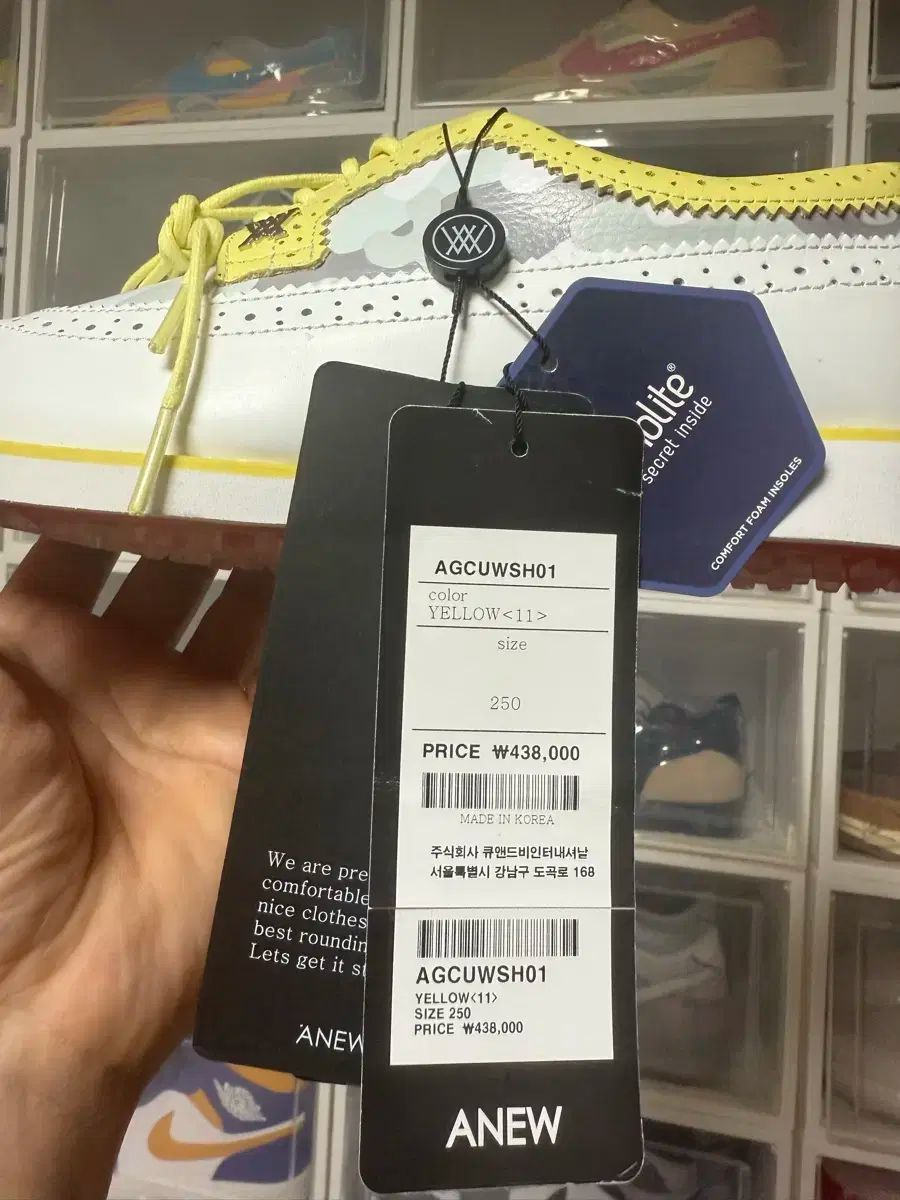 olite®
secret inside
COMFORT FOAM INSOLES
AGCUWSH01
color
YELLOW<11>
size
250
PRICE ₩438,000
MADE IN KOREA
주식회사 큐앤드비인터내셔날
서울특별시 강남구 도곡로 168
AGCUWSH01
YELLOW<11>
SIZE 250
PRICE ₩438,000
ANEW
We are pre
comfortable
nice clothes
best roundin
Lets get it st
ANEW